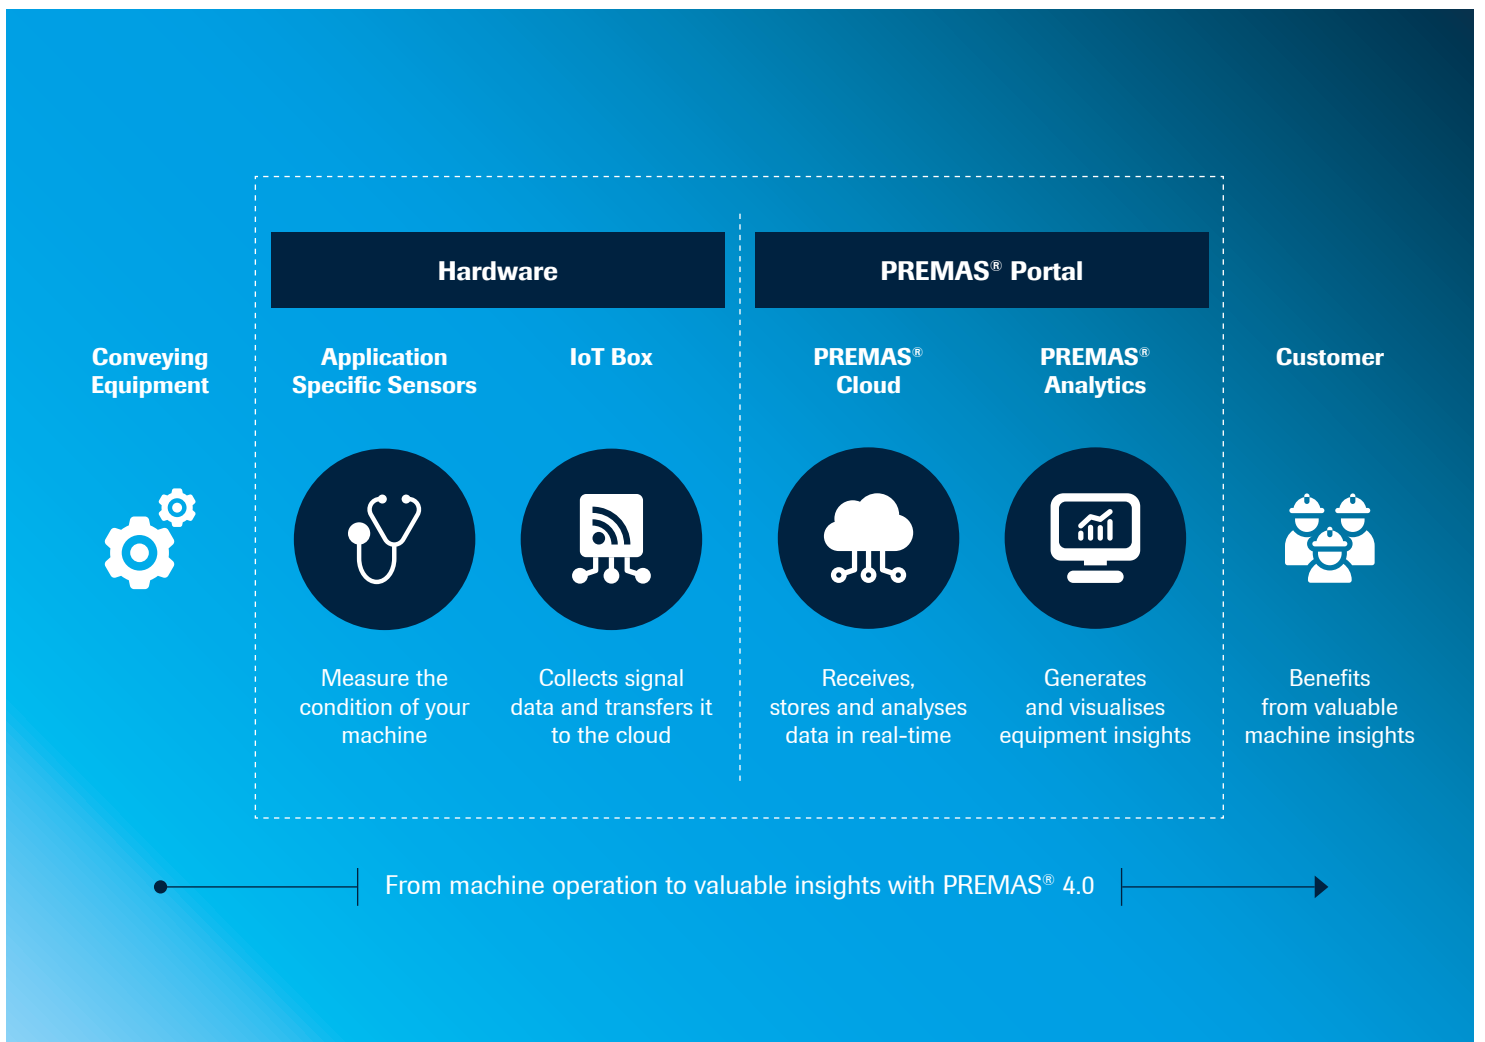 Hardware
PREMAS® Portal
Conveying
Equipment
Application
Specific Sensors
IoT Box
PREMAS®
Cloud
PREMAS®
Analytics
Customer
Measure the
condition of your
machine
Collects signal
data and transfers it
to the cloud
Receives,
stores and analyses
data in real-time
Generates
and visualises
equipment insights
Benefits
from valuable
machine insights
From machine operation to valuable insights with PREMAS® 4.0